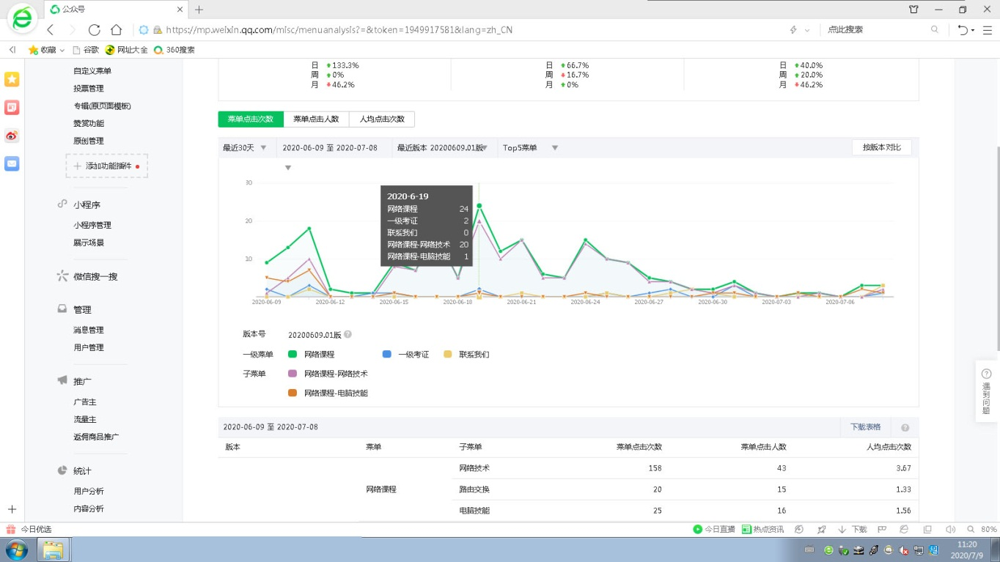 公众号
https://mp.weixin.qq.com/misc/menuanalysis?=&token=1949917581&lang=zh_CN
点此搜索
收藏 谷歌 网址大全 360搜索
自定义菜单
投票管理
专辑(原页面模板)
赞赏功能
原创管理
添加功能插件
小程序
小程序管理
展示场景
微信搜一搜
管理
消息管理
用户管理
推广
广告主
流量主
返佣商品推广
统计
用户分析
内容分析
日 133.3% 日 66.7% 日 40.0%
周 0% 周 16.7% 周 20.0%
月 46.2% 月 0% 月 46.2%
菜单点击次数 菜单点击人数 人均点击次数
最近30天 2020-06-09 至 2020-07-08 最近版本 20200609.01版 Top5菜单 按版本对比
30
20
10
2020-6-19
网络课程 24
一级考证 2
联系我们 0
网络课程-网络技术 20
网络课程-电脑技能 1
2020-06-09 2020-06-12 2020-06-15 2020-06-18 2020-06-21 2020-06-24 2020-06-27 2020-06-30 2020-07-03 2020-07-06
版本号 20200609.01版
一级菜单 网络课程 一级考证 联系我们
子菜单 网络课程-网络技术
网络课程-电脑技能
2020-06-09 至 2020-07-08 下载表格
版本 菜单 子菜单 菜单点击次数 菜单点击人数 人均点击次数
网络技术 158 43 3.67
网络课程 路由交换 20 15 1.33
电脑技能 25 16 1.56
遇到问题
今日优选 今日直播 热点资讯 下载 80%
11:20
2020/7/9